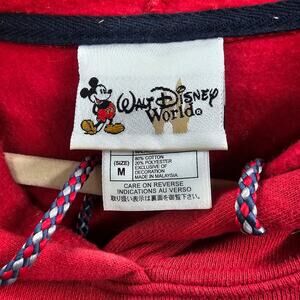 Walt Disney
World®
(SIZE)
M
80% COTTON
20% POLYESTER
EXCLUSIVE OF
DECORATION
MADE IN MALAYSIA
CARE ON REVERSE
INDICATIONS AU VERSO
取り扱い表示は裏面を御覧下さい。